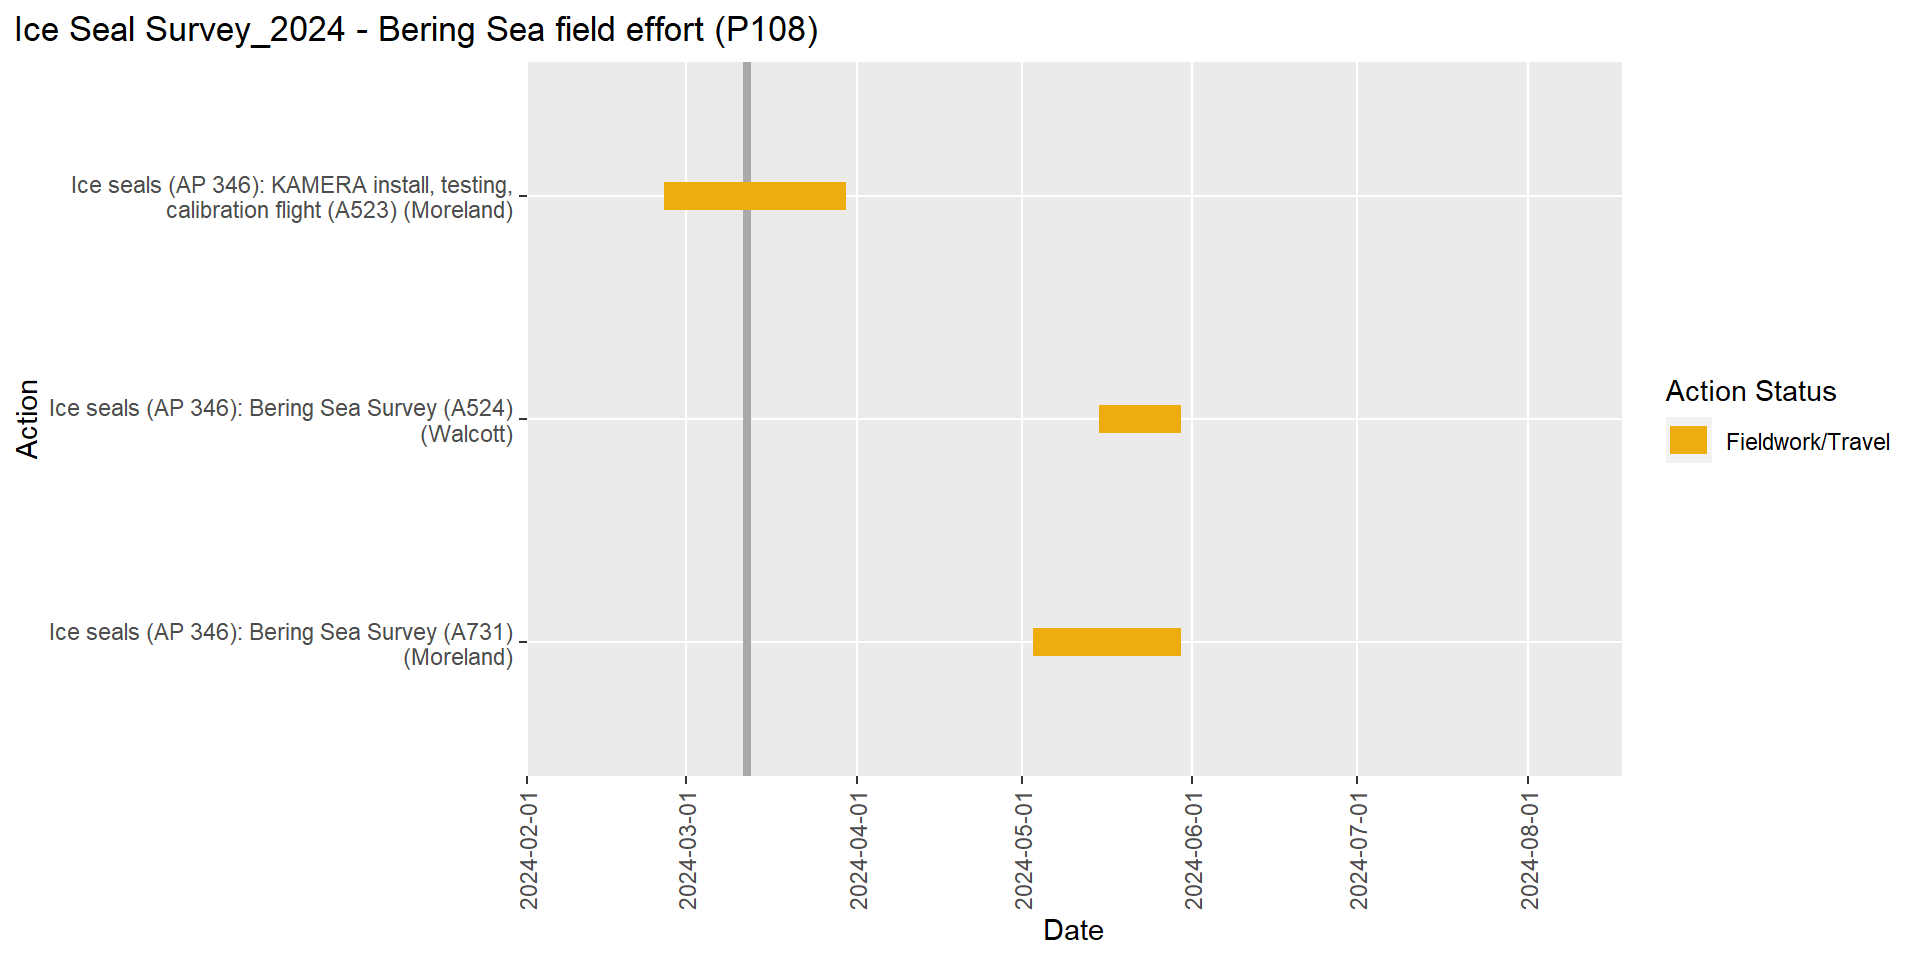 Ice Seal Survey_2024 - Bering Sea field effort (P108)
Action
Ice seals (AP 346): KAMERA install, testing,
calibration flight (A523) (Moreland)
Ice seals (AP 346): Bering Sea Survey (A524)
(Walcott)
Ice seals (AP 346): Bering Sea Survey (A731)
(Moreland)
2024-02-01
2024-03-01
2024-04-01
2024-05-01
2024-06-01
2024-07-01
2024-08-01
Date
Action Status
Fieldwork/Travel